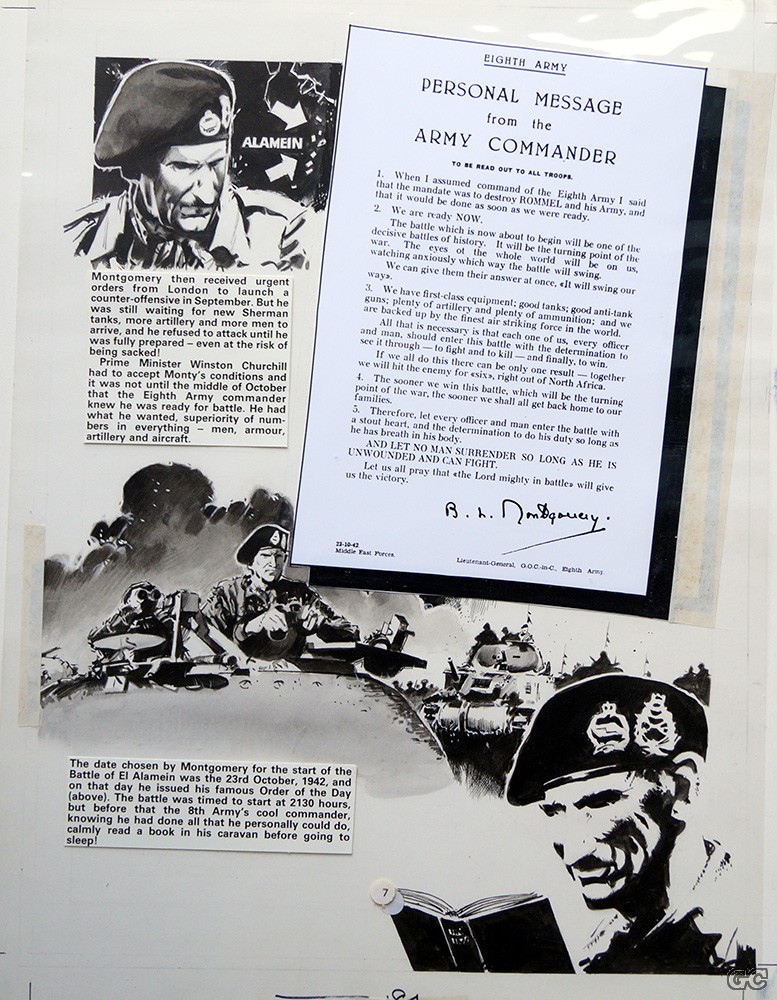 ALAMEIN
Montgomery then received urgent
orders from London to launch a
counter-offensive in September. But he
was still waiting for new Sherman
tanks, more artillery and more men to
arrive, and he refused to attack until he
was fully prepared – even at the risk of
being sacked!
Prime Minister Winston Churchill
had to accept Monty's conditions and
it was not until the middle of October
that the Eighth Army commander
knew he was ready for battle. He had
what he wanted, superiority of num-
bers in everything – men, armour,
artillery and aircraft.
EIGHTH ARMY
PERSONAL MESSAGE
from the
ARMY COMMANDER
TO BE READ OUT TO ALL TROOPS.
1. When I assumed command of the Eighth Army I said
that the mandate was to destroy ROMMEL and his Army, and
that it would be done as soon as we were ready.
2. We are ready NOW.
The battle which is now about to begin will be one of the
decisive battles of history. It will be the turning point of the
war. The eyes of the whole world will be on us,
watching anxiously which way the battle will swing.
We can give them their answer at once, «It will swing our
way».
3. We have first-class equipment; good tanks; good anti-tank
guns; plenty of artillery and plenty of ammunition; and we
are backed up by the finest air striking force in the world.
All that is necessary is that each one of us, every officer
and man, should enter this battle with the determination to
see it through — to fight and to kill — and finally, to win.
If we all do this there can be only one result — together
we will hit the enemy for «six», right out of North Africa.
4. The sooner we win this battle, which will be the turning
point of the war, the sooner we shall all get back home to our
families.
5. Therefore, let every officer and man enter the battle with
a stout heart, and the determination to do his duty so long as
he has breath in his body.
AND LET NO MAN SURRENDER SO LONG AS HE IS
UNWOUNDED AND CAN FIGHT.
Let us all pray that «the Lord mighty in battle» will give
us the victory.
B. L. Montgomery.
23-10-42
Middle East Forces.
Lieutenant-General, G.O.C.-in-C., Eighth Army.
The date chosen by Montgomery for the start of the
Battle of El Alamein was the 23rd October, 1942, and
on that day he issued his famous Order of the Day
(above). The battle was timed to start at 2130 hours,
but before that the 8th Army's cool commander,
knowing he had done all that he personally could do,
calmly read a book in his caravan before going to
sleep!
7
GC